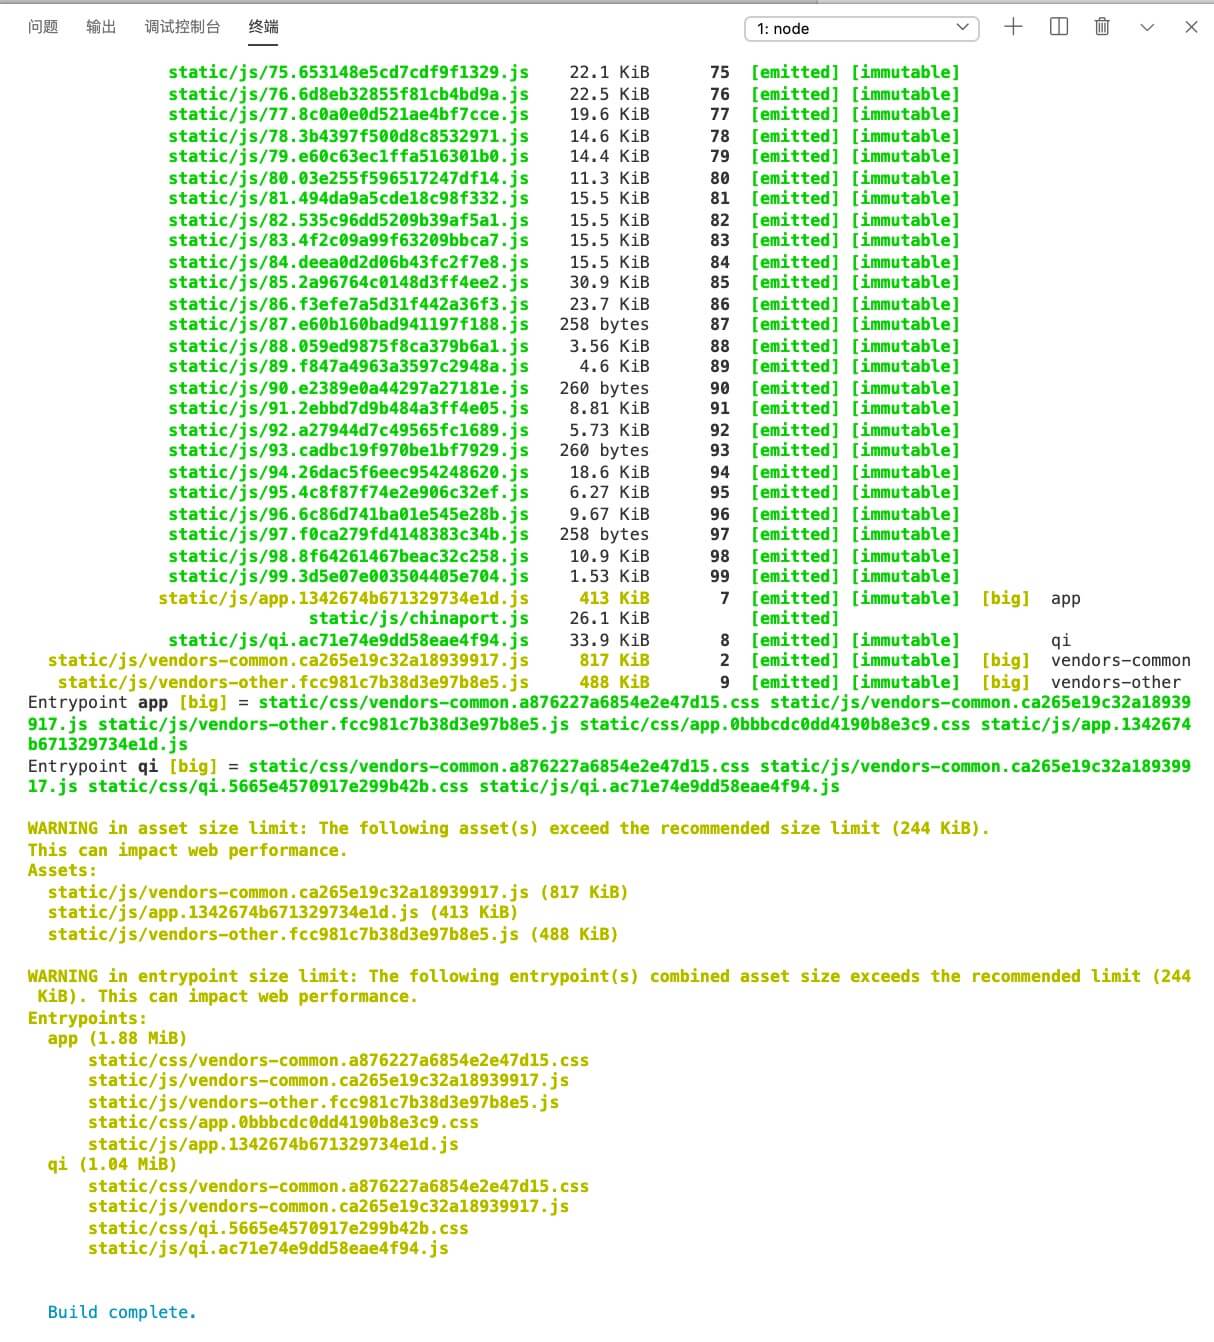 问题 输出 调试控制台 终端 1: node
static/js/75.653148e5cd7cdf9f1329.js 22.1 KiB 75 [emitted] [immutable]
static/js/76.6d8eb32855f81cb4bd9a.js 22.5 KiB 76 [emitted] [immutable]
static/js/77.8c0a0e0d521ae4bf7cce.js 19.6 KiB 77 [emitted] [immutable]
static/js/78.3b4397f500d8c8532971.js 14.6 KiB 78 [emitted] [immutable]
static/js/79.e60c63ec1ffa516301b0.js 14.4 KiB 79 [emitted] [immutable]
static/js/80.03e255f596517247df14.js 11.3 KiB 80 [emitted] [immutable]
static/js/81.494da9a5cde18c98f332.js 15.5 KiB 81 [emitted] [immutable]
static/js/82.535c96dd5209b39af5a1.js 15.5 KiB 82 [emitted] [immutable]
static/js/83.4f2c09a99f63209bbca7.js 15.5 KiB 83 [emitted] [immutable]
static/js/84.deea0d2d06b43fc2f7e8.js 15.5 KiB 84 [emitted] [immutable]
static/js/85.2a96764c0148d3ff4ee2.js 30.9 KiB 85 [emitted] [immutable]
static/js/86.f3efe7a5d31f442a36f3.js 23.7 KiB 86 [emitted] [immutable]
static/js/87.e60b160bad941197f188.js 258 bytes 87 [emitted] [immutable]
static/js/88.059ed9875f8ca379b6a1.js 3.56 KiB 88 [emitted] [immutable]
static/js/89.f847a4963a3597c2948a.js 4.6 KiB 89 [emitted] [immutable]
static/js/90.e2389e0a44297a27181e.js 260 bytes 90 [emitted] [immutable]
static/js/91.2ebbd7d9b484a3ff4e05.js 8.81 KiB 91 [emitted] [immutable]
static/js/92.a27944d7c49565fc1689.js 5.73 KiB 92 [emitted] [immutable]
static/js/93.cadbc19f970be1bf7929.js 260 bytes 93 [emitted] [immutable]
static/js/94.26dac5f6eec954248620.js 18.6 KiB 94 [emitted] [immutable]
static/js/95.4c8f87f74e2e906c32ef.js 6.27 KiB 95 [emitted] [immutable]
static/js/96.6c86d741ba01e545e28b.js 9.67 KiB 96 [emitted] [immutable]
static/js/97.f0ca279fd4148383c34b.js 258 bytes 97 [emitted] [immutable]
static/js/98.8f64261467beac32c258.js 10.9 KiB 98 [emitted] [immutable]
static/js/99.3d5e07e003504405e704.js 1.53 KiB 99 [emitted] [immutable]
static/js/app.1342674b671329734e1d.js 413 KiB 7 [emitted] [immutable] [big] app
static/js/chinaport.js 26.1 KiB [emitted]
static/js/qi.ac71e74e9dd58eae4f94.js 33.9 KiB 8 [emitted] [immutable] qi
static/js/vendors-common.ca265e19c32a18939917.js 817 KiB 2 [emitted] [immutable] [big] vendors-common
static/js/vendors-other.fcc981c7b38d3e97b8e5.js 488 KiB 9 [emitted] [immutable] [big] vendors-other
Entrypoint app [big] = static/css/vendors-common.a876227a6854e2e47d15.css static/js/vendors-common.ca265e19c32a18939
917.js static/js/vendors-other.fcc981c7b38d3e97b8e5.js static/css/app.0bbbcdc0dd4190b8e3c9.css static/js/app.1342674
b671329734e1d.js
Entrypoint qi [big] = static/css/vendors-common.a876227a6854e2e47d15.css static/js/vendors-common.ca265e19c32a189399
17.js static/css/qi.5665e4570917e299b42b.css static/js/qi.ac71e74e9dd58eae4f94.js
WARNING in asset size limit: The following asset(s) exceed the recommended size limit (244 KiB).
This can impact web performance.
Assets:
static/js/vendors-common.ca265e19c32a18939917.js (817 KiB)
static/js/app.1342674b671329734e1d.js (413 KiB)
static/js/vendors-other.fcc981c7b38d3e97b8e5.js (488 KiB)
WARNING in entrypoint size limit: The following entrypoint(s) combined asset size exceeds the recommended limit (244
KiB). This can impact web performance.
Entrypoints:
app (1.88 MiB)
static/css/vendors-common.a876227a6854e2e47d15.css
static/js/vendors-common.ca265e19c32a18939917.js
static/js/vendors-other.fcc981c7b38d3e97b8e5.js
static/css/app.0bbbcdc0dd4190b8e3c9.css
static/js/app.1342674b671329734e1d.js
qi (1.04 MiB)
static/css/vendors-common.a876227a6854e2e47d15.css
static/js/vendors-common.ca265e19c32a18939917.js
static/css/qi.5665e4570917e299b42b.css
static/js/qi.ac71e74e9dd58eae4f94.js
Build complete.